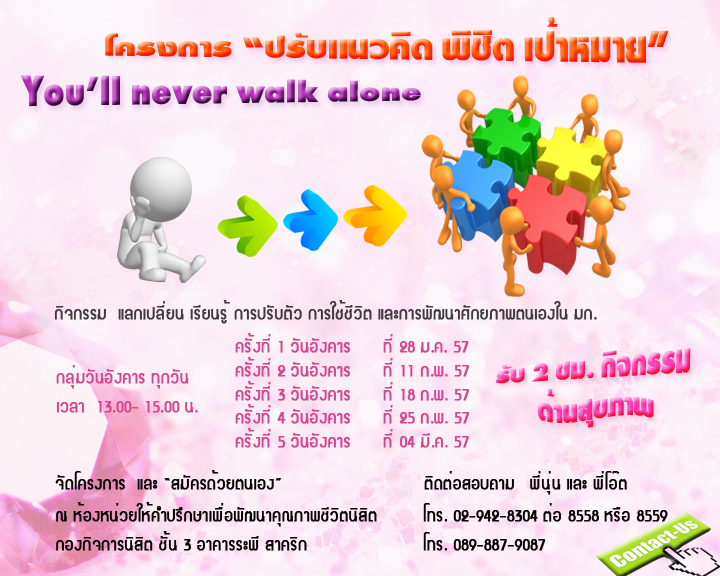 โครงการ “ปรับแนวคิด พิชิต เป้าหมาย”
You'll never walk alone
กิจกรรม แลกเปลี่ยน เรียนรู้ การปรับตัว การใช้ชีวิต และการพัฒนาศักยภาพตนเองใน มก.
กลุ่มวันอังคาร ทุกวัน
เวลา 13.00- 15.00 น.
ครั้งที่ 1 วันอังคาร ที่ 28 ม.ค. 57
ครั้งที่ 2 วันอังคาร ที่ 11 ก.พ. 57
ครั้งที่ 3 วันอังคาร ที่ 18 ก.พ. 57
ครั้งที่ 4 วันอังคาร ที่ 25 ก.พ. 57
ครั้งที่ 5 วันอังคาร ที่ 04 มี.ค. 57
รับ 2 ชม. กิจกรรม
ด้านสุขภาพ
จัดโครงการ และ “สมัครด้วยตนเอง”
ณ ห้องหน่วยให้คำปรึกษาเพื่อพัฒนาคุณภาพชีวิตนิสิต
กองกิจการนิสิต ชั้น 3 อาคารระพี สาคริก
ติดต่อสอบถาม พี่นุ่น และ พี่โอ๊ต
โทร. 02-942-8304 ต่อ 8558 หรือ 8559
โทร. 089-887-9087
Contact-Us